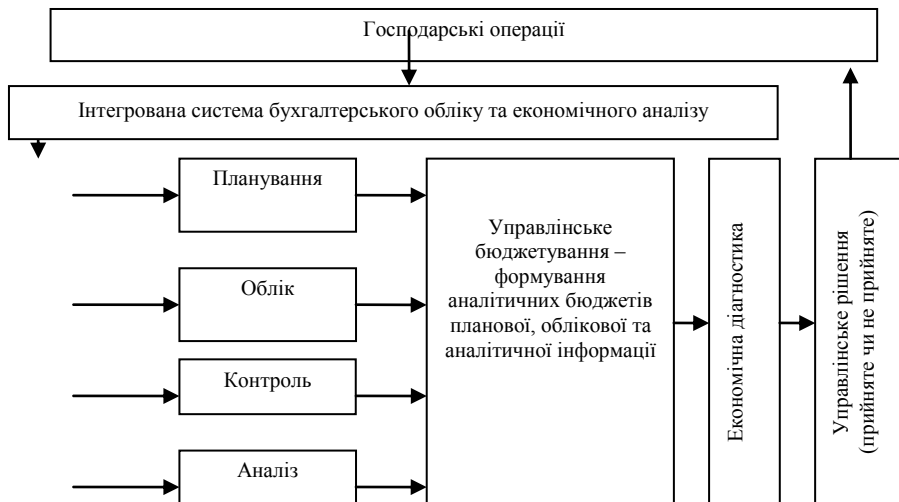 Господарські операції
Інтегрована система бухгалтерського обліку та економічного аналізу
Планування
Облік
Контроль
Аналіз
Управлінське
бюджетування –
формування
аналітичних бюджетів
планової, облікової та
аналітичної інформації
Економічна діагностика
Управлінське рішення
(прийняте чи не прийняте)